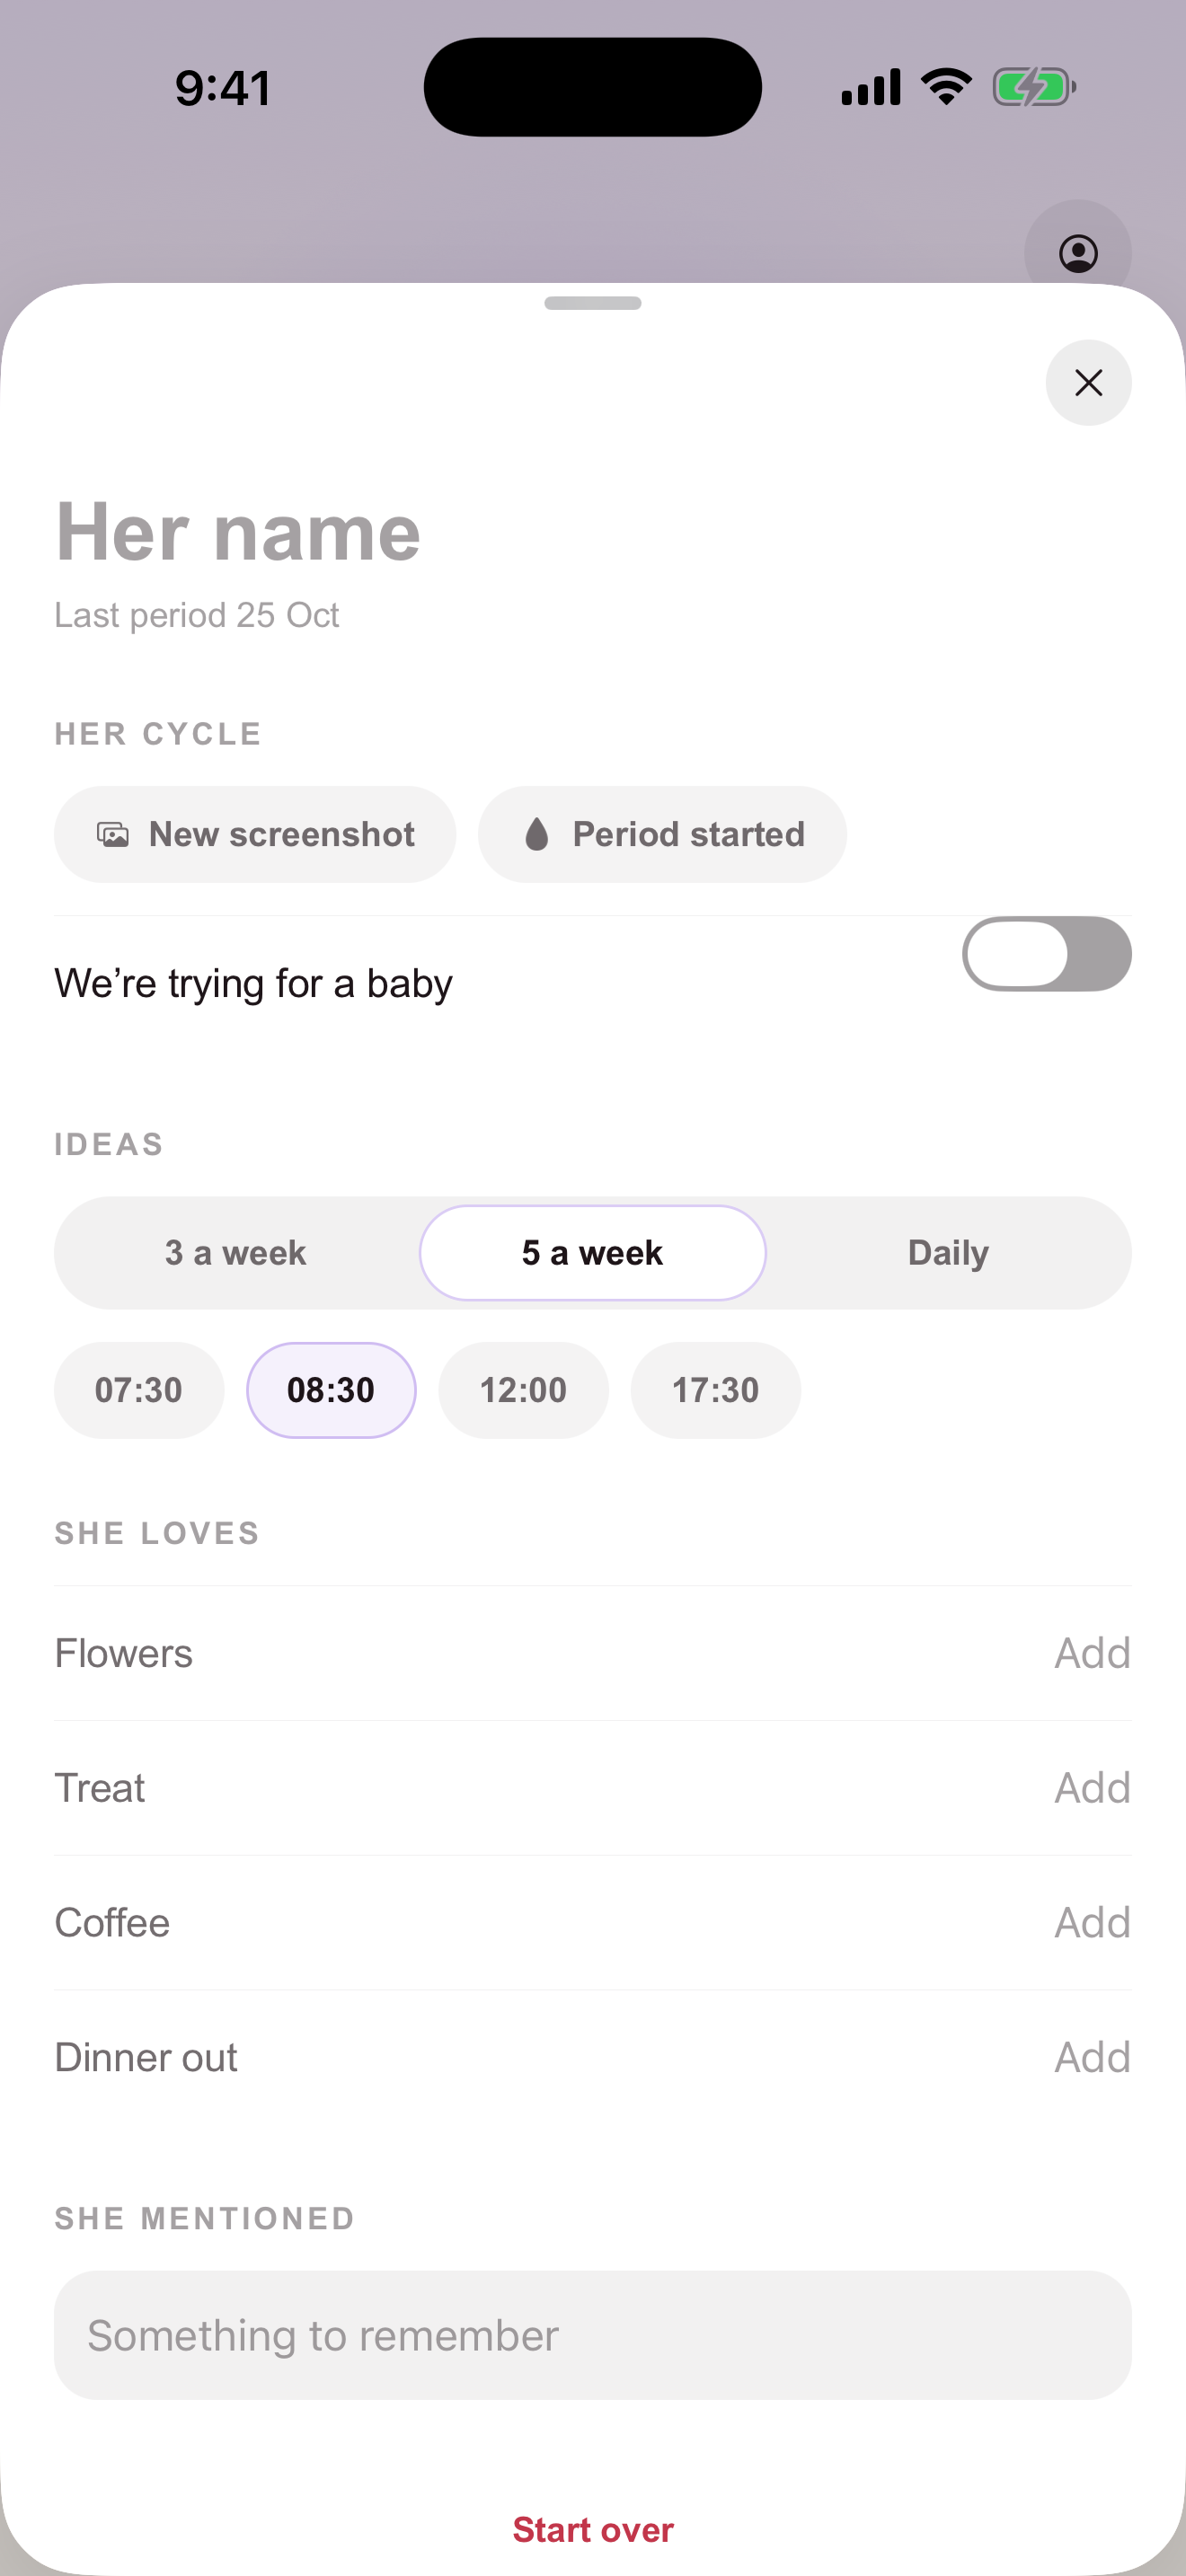 9:41
Her name
Last period 25 Oct
HER CYCLE
New screenshot
Period started
We’re trying for a baby
IDEAS
3 a week
5 a week
Daily
07:30
08:30
12:00
17:30
SHE LOVES
Flowers
Add
Treat
Add
Coffee
Add
Dinner out
Add
SHE MENTIONED
Something to remember
Start over